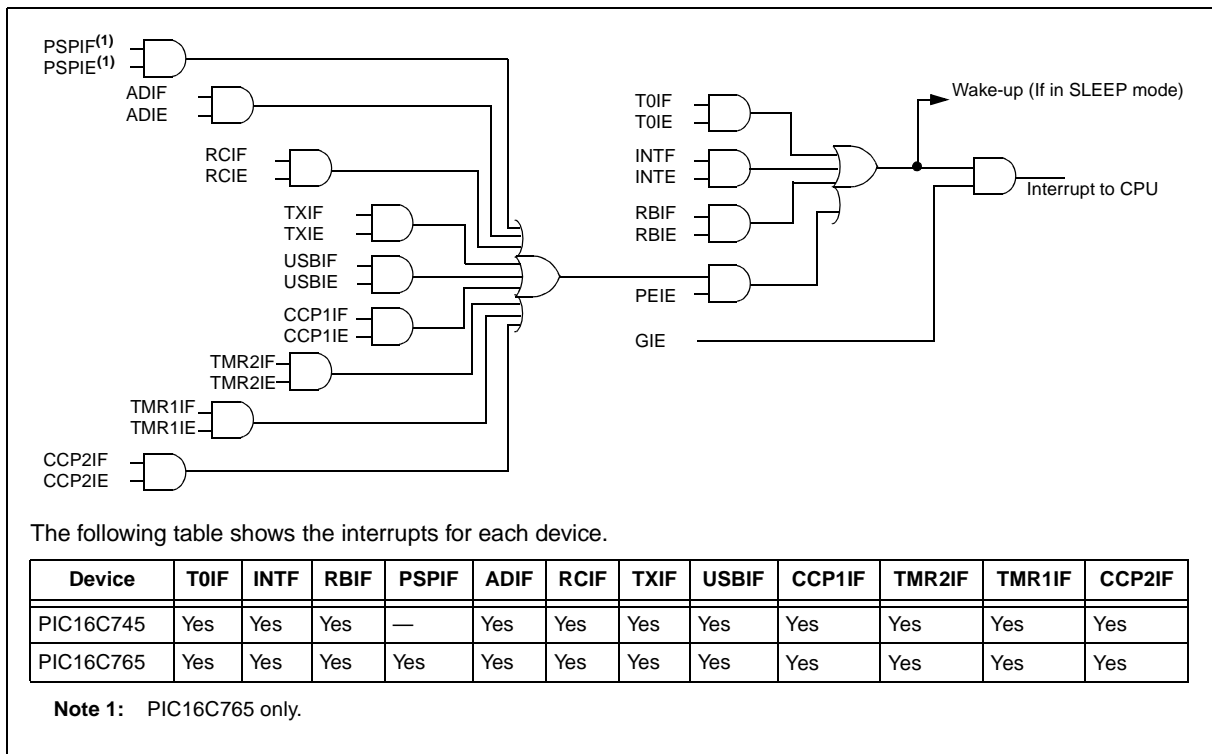 PSPIF(1)
PSPIE(1)
ADIF
ADIE
RCIF
RCIE
TXIF
TXIE
USBIF
USBIE
CCP1IF
CCP1IE
TMR2IF
TMR2IE
TMR1IF
TMR1IE
CCP2IF
CCP2IE
T0IF
T0IE
INTF
INTE
RBIF
RBIE
PEIE
GIE
Wake-up (If in SLEEP mode)
Interrupt to CPU
The following table shows the interrupts for each device.
Device T0IF INTF RBIF PSPIF ADIF RCIF TXIF USBIF CCP1IF TMR2IF TMR1IF CCP2IF
PIC16C745 Yes Yes Yes — Yes Yes Yes Yes Yes Yes Yes Yes
PIC16C765 Yes Yes Yes Yes Yes Yes Yes Yes Yes Yes Yes Yes
Note 1: PIC16C765 only.